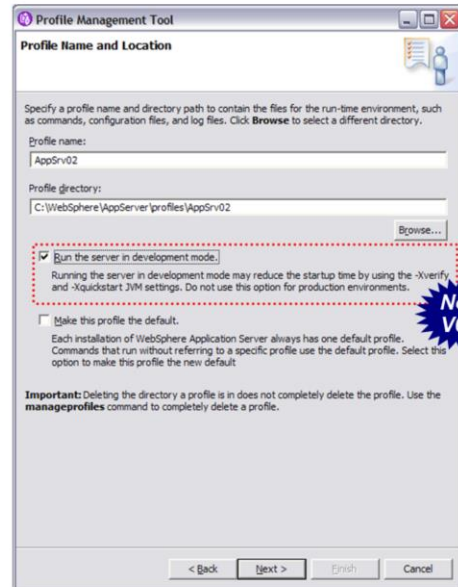 Profile Management Tool
Profile Name and Location
Specify a profile name and directory path to contain the files for the run-time environment, such
as commands, configuration files, and log files. Click Browse to select a different directory.
Profile name:
AppSrv02
Profile directory:
C:\WebSphere\AppServer\profiles\AppSrv02
Browse...
Run the server in development mode.
Running the server in development mode may reduce the startup time by using the -Xverify
and -Xquickstart JVM settings. Do not use this option for production environments.
Make this profile the default.
Each installation of WebSphere Application Server always has one default profile.
Commands that run without referring to a specific profile use the default profile. Select this
option to make this profile the new default
Important: Deleting the directory a profile is in does not completely delete the profile. Use the
manageprofiles command to completely delete a profile.
< Back
Next >
Finish
Cancel